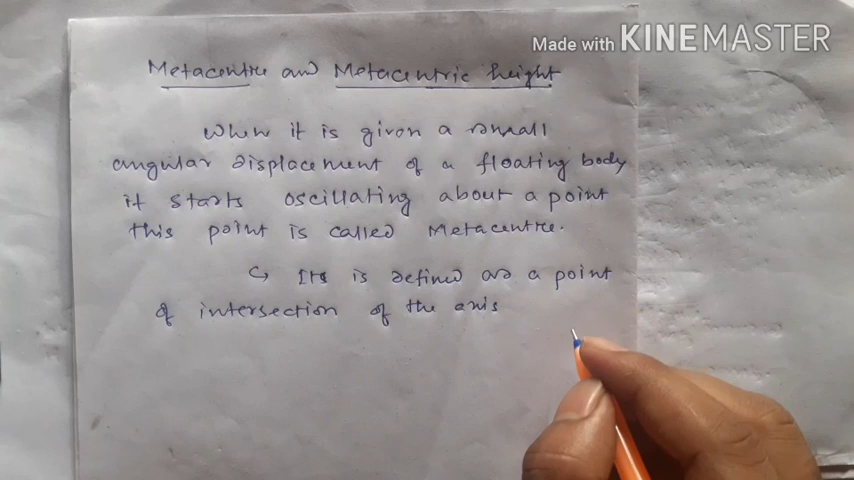 Made with KINEMASTER
Metacentre and Metacentric height
When it is given a small
angular displacement of a floating body
it starts oscillating about a point
this point is called Metacentre.
↪ Its is defined as a point
of intersection of the axis